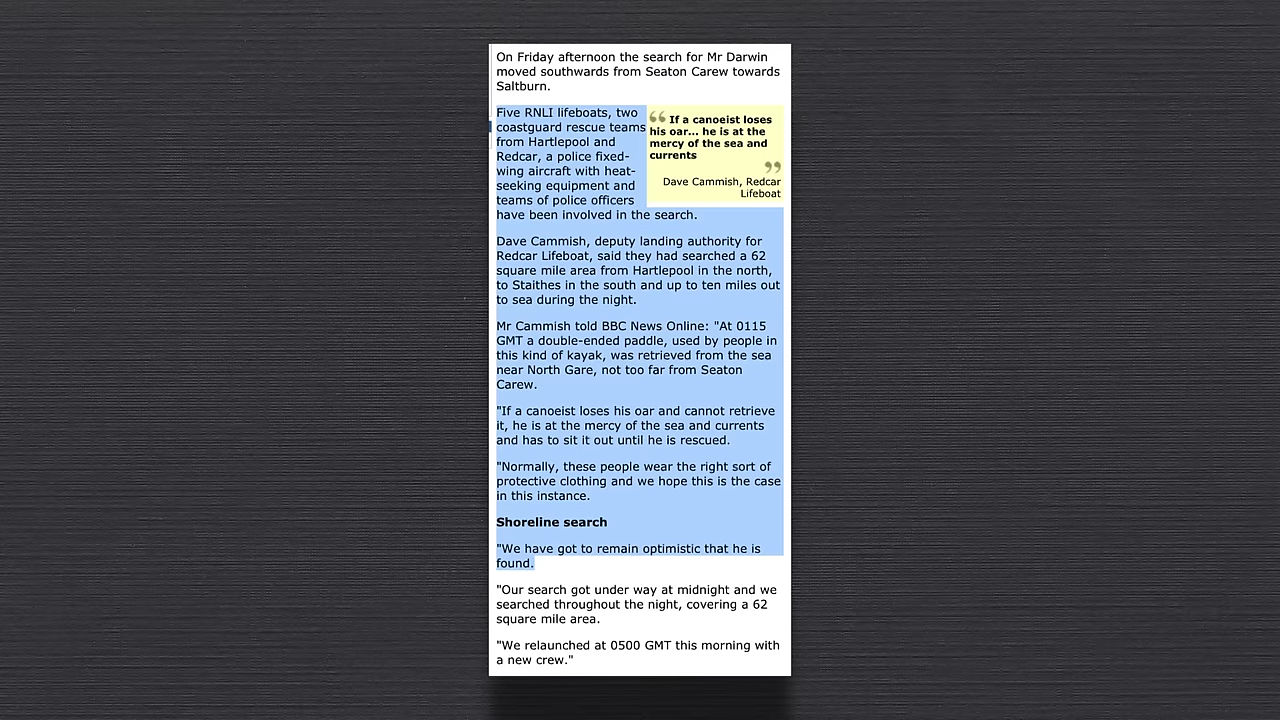 On Friday afternoon the search for Mr Darwin
moved southwards from Seaton Carew towards
Saltburn.
Five RNLI lifeboats, two
coastguard rescue teams
from Hartlepool and
Redcar, a police fixed-
wing aircraft with heat-
seeking equipment and
teams of police officers
have been involved in the search.
“ If a canoeist loses
his oar... he is at the
mercy of the sea and
currents
”
Dave Cammish, Redcar
Lifeboat
Dave Cammish, deputy landing authority for
Redcar Lifeboat, said they had searched a 62
square mile area from Hartlepool in the north,
to Staithes in the south and up to ten miles out
to sea during the night.
Mr Cammish told BBC News Online: "At 0115
GMT a double-ended paddle, used by people in
this kind of kayak, was retrieved from the sea
near North Gare, not too far from Seaton
Carew.
"If a canoeist loses his oar and cannot retrieve
it, he is at the mercy of the sea and currents
and has to sit it out until he is rescued.
"Normally, these people wear the right sort of
protective clothing and we hope this is the case
in this instance.
Shoreline search
"We have got to remain optimistic that he is
found.
"Our search got under way at midnight and we
searched throughout the night, covering a 62
square mile area.
"We relaunched at 0500 GMT this morning with
a new crew."